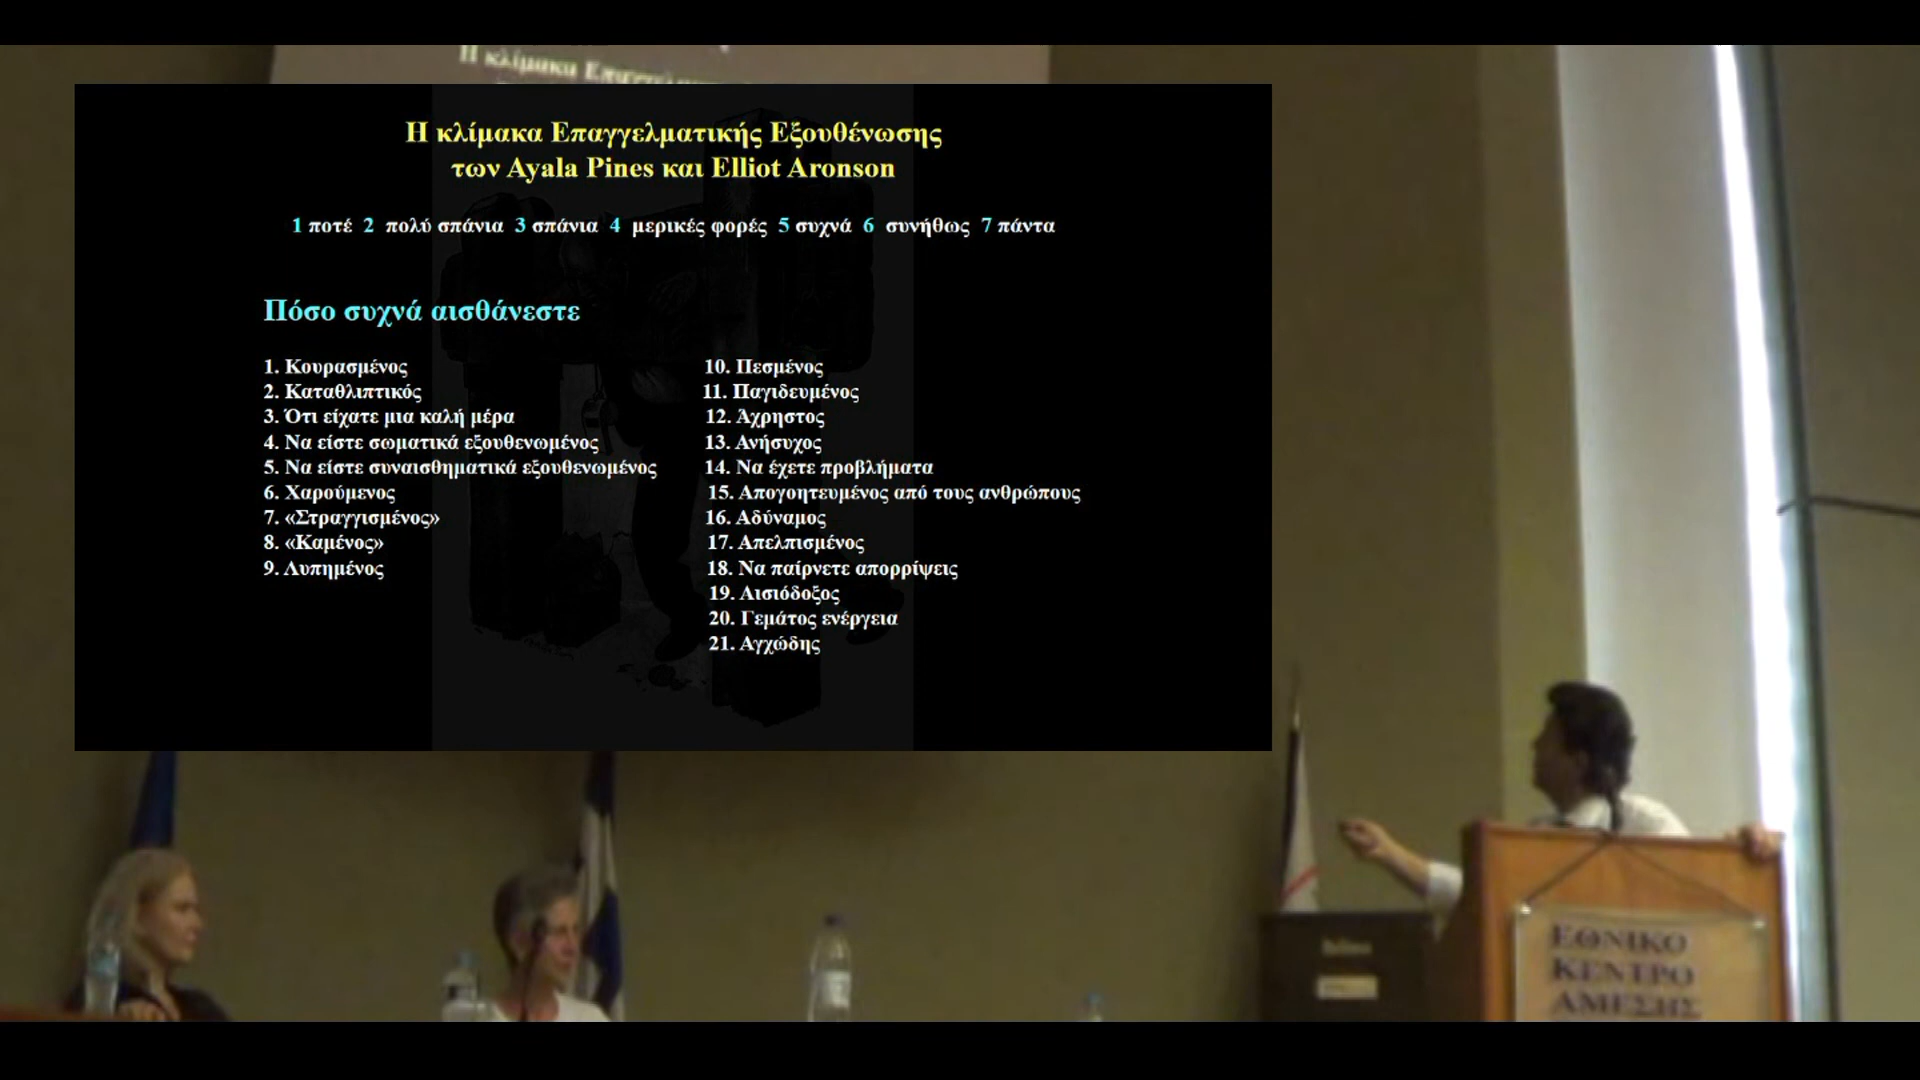 Η κλίμακα
Η κλίμακα Επαγγελματικής Εξουθένωσης
των Ayala Pines και Elliot Aronson
1 ποτέ 2 πολύ σπάνια 3 σπάνια 4 μερικές φορές 5 συχνά 6 συνήθως 7 πάντα
Πόσο συχνά αισθάνεστε
1. Κουρασμένος
2. Καταθλιπτικός
3. Ότι είχατε μια καλή μέρα
4. Να είστε σωματικά εξουθενωμένος
5. Να είστε συναισθηματικά εξουθενωμένος
6. Χαρούμενος
7. «Στραγγισμένος»
8. «Καμένος»
9. Λυπημένος
10. Πεσμένος
11. Παγιδευμένος
12. Άχρηστος
13. Ανήσυχος
14. Να έχετε προβλήματα
15. Απογοητευμένος από τους ανθρώπους
16. Αδύναμος
17. Απελπισμένος
18. Να παίρνετε απορρίψεις
19. Αισιόδοξος
20. Γεμάτος ενέργεια
21. Αγχώδης
ΕΘΝΙΚΟ
ΚΕΝΤΡΟ
ΑΜΕΣΗΣ